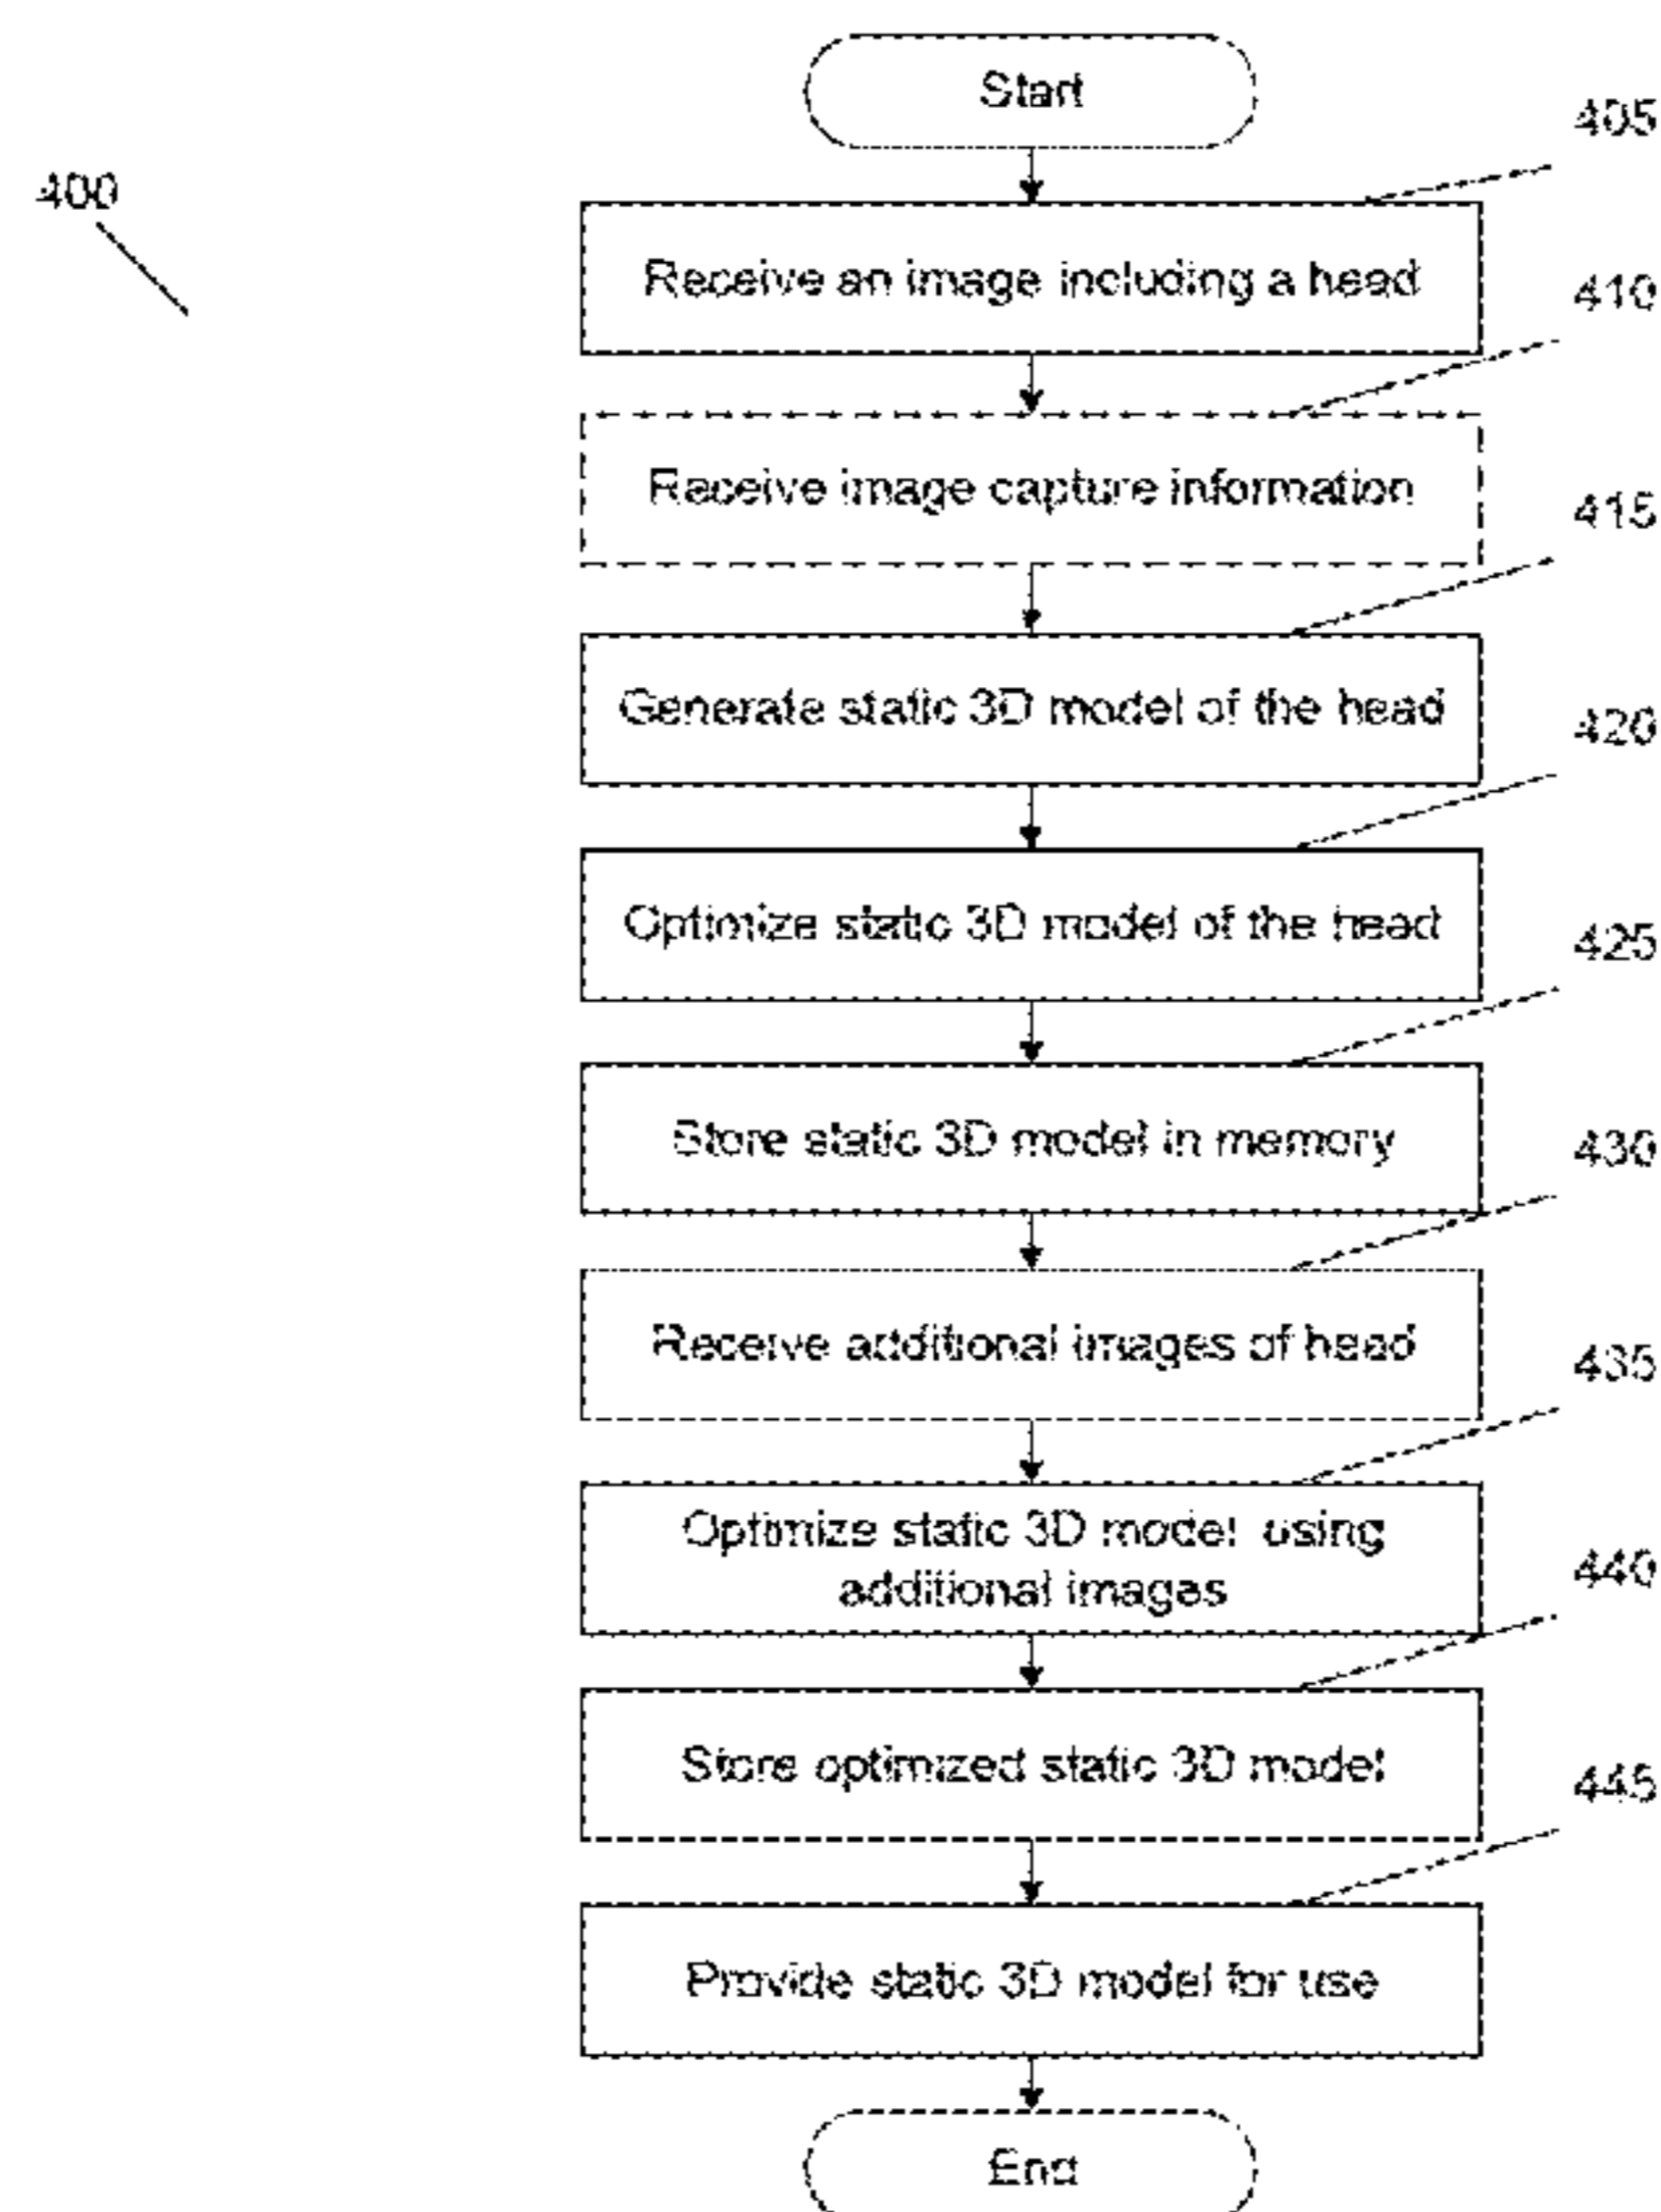 Start
405
400
Receive an image including a head
410
Receive image capture information
415
Generate static 3D model of the head
420
Optimize static 3D model of the head
425
Store static 3D model in memory
430
Receive additional images of head
435
Optimize static 3D model using
additional images
440
Store optimized static 3D model
445
Provide static 3D model for use
End